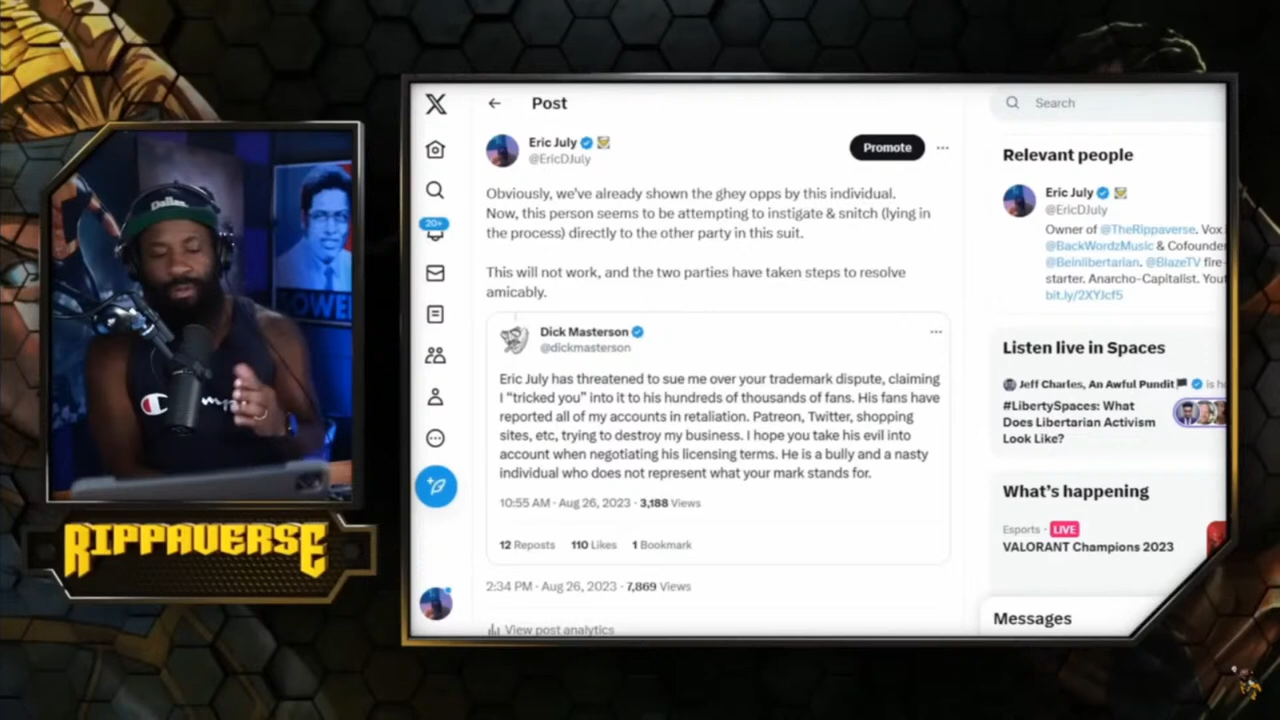 Dallas
Champ
OWEL
RIPPAVERSE
Post
Eric July
@EricDJuly
Promote
Obviously, we've already shown the ghey opps by this individual.
Now, this person seems to be attempting to instigate & snitch (lying in
the process) directly to the other party in this suit.
This will not work, and the two parties have taken steps to resolve
amicably.
Dick Masterson
@dickmasterson
Eric July has threatened to sue me over your trademark dispute, claiming
I “tricked you” into it to his hundreds of thousands of fans. His fans have
reported all of my accounts in retaliation. Patreon, Twitter, shopping
sites, etc, trying to destroy my business. I hope you take his evil into
account when negotiating his licensing terms. He is a bully and a nasty
individual who does not represent what your mark stands for.
10:55 AM · Aug 26, 2023 · 3,188 Views
12 Reposts 110 Likes 1 Bookmark
2:34 PM · Aug 26, 2023 · 7,869 Views
View post analytics
20+
Search
Relevant people
Eric July
@EricDJuly
Owner of @TheRippaverse. Vox
@BackWordzMusic & Cofounder
@Beinlibertarian. @BlazeTV fire-
starter. Anarcho-Capitalist. Yout
bit.ly/2XYJcf5
Listen live in Spaces
Jeff Charles, An Awful Pundit is h
#LibertySpaces: What
Does Libertarian Activism
Look Like?
What's happening
Esports · LIVE
VALORANT Champions 2023
Messages